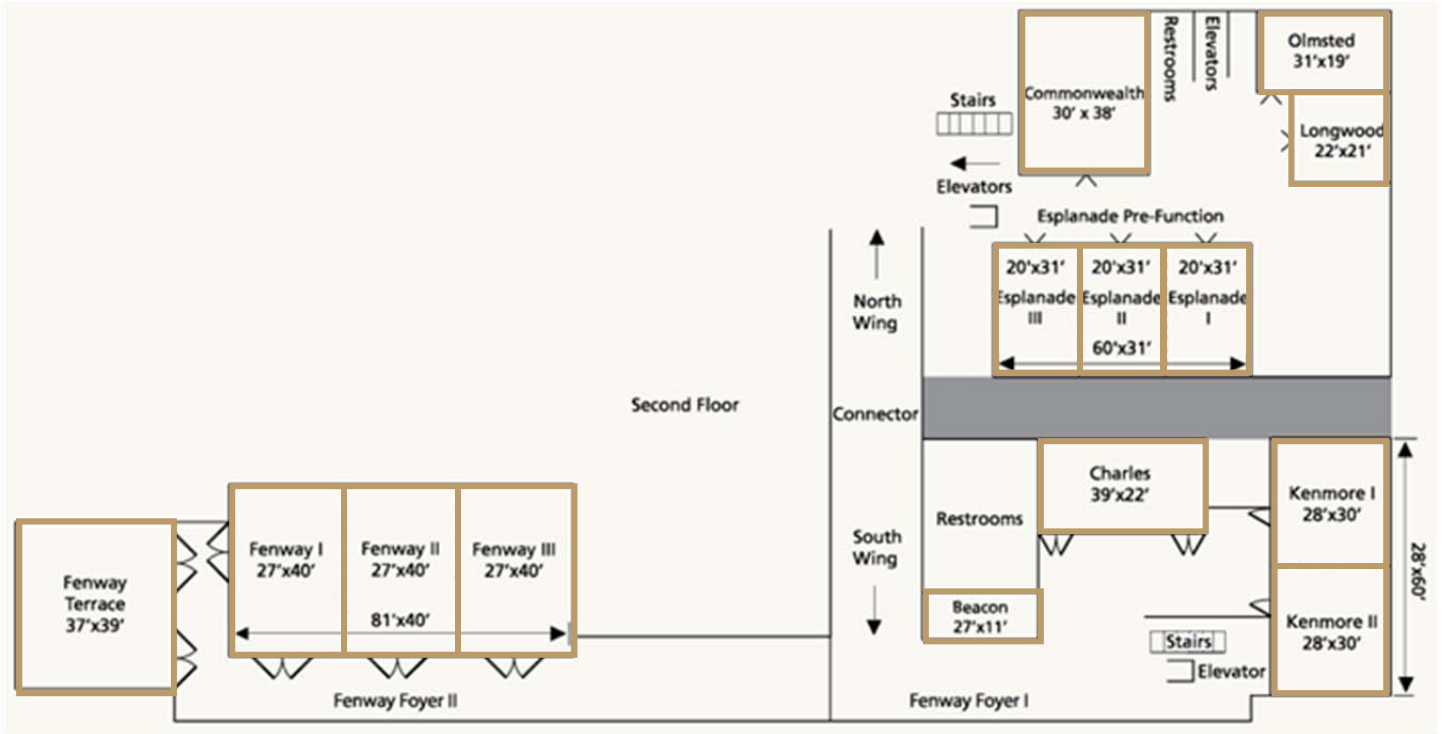 Restrooms
Elevators
Olmsted
31'x19'
Commonwealth
30' x 38'
Stairs
Longwood
22'x21'
Elevators
Esplanade Pre-Function
20'x31'
20'x31'
20'x31'
Esplanade
III
Esplanade
II
Esplanade
I
60'x31'
North
Wing
Second Floor
Connector
Charles
39'x22'
Kenmore I
28'x30'
Restrooms
South
Wing
28'x60'
Fenway I
27'x40'
Fenway II
27'x40'
Fenway III
27'x40'
81'x40'
Fenway
Terrace
37'x39'
Beacon
27'x11'
Kenmore II
28'x30'
Stairs
Elevator
Fenway Foyer II
Fenway Foyer I